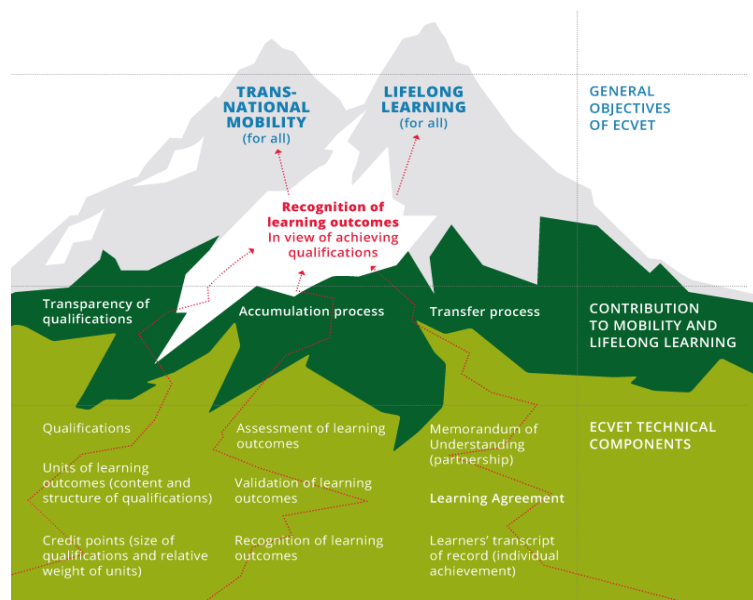 TRANS-
NATIONAL
MOBILITY
(for all)
LIFELONG
LEARNING
(for all)
GENERAL
OBJECTIVES
OF ECVET
Recognition of
learning outcomes
In view of achieving
qualifications
Transparency of
qualifications
Accumulation process
Transfer process
CONTRIBUTION
TO MOBILITY AND
LIFELONG LEARNING
Qualifications
Units of learning
outcomes (content and
structure of qualifications)
Credit points (size of
qualifications and relative
weight of units)
Assessment of learning
outcomes
Validation of learning
outcomes
Recognition of learning
outcomes
Memorandum of
Understanding
(partnership)
Learning Agreement
Learners' transcript
of record (individual
achievement)
ECVET TECHNICAL
COMPONENTS